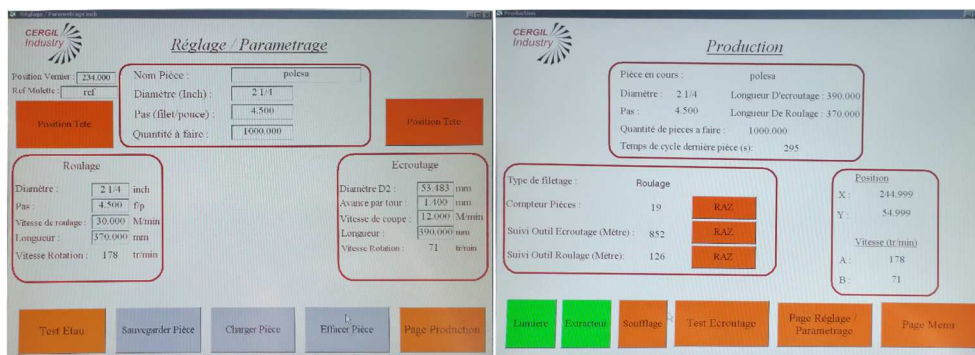 Réglage / Parametrage.mch
CERGIL
Industry
Réglage / Parametrage
Position Vernier : 234.000
Ref Molette : ref
Nom Pièce : polesa
Diamètre (Inch) : 2 1/4
Pas (filet/pouce) : 4.500
Quantité à faire : 1000.000
Position Tete
Position Tete
Roulage
Diamètre : 2 1/4 inch
Pas : 4.500 f/p
Vitesse de roulage : 30.000 M/min
Longueur : 370.000 mm
Vitesse Rotation : 178 tr/min
Ecroutage
Diamètre D2 : 53.483 mm
Avance par tour : 1.400 mm
Vitesse de coupe : 12.000 M/min
Longueur : 390.000 mm
Vitesse Rotation : 71 tr/min
Test Etau
Sauvegarder Pièce
Charger Pièce
Effacer Pièce
Page Production
Production
CERGIL
Industry
Production
Pièce en cours : polesa
Diamètre : 2 1/4 Longueur D'ecroutage : 390.000
Pas : 4.500 Longueur De Roulage : 370.000
Quantité de pieces a faire : 1000.000
Temps de cycle dernière pièce (s): 295
Type de filetage : Roulage
Compteur Pièces : 19 RAZ
Suivi Outil Ecroutage (Mètre) : 852 RAZ
Suivi Outil Roulage (Mètre): 126 RAZ
Position
X : 244.999
Y : 54.999
Vitesse (tr/min)
A : 178
B : 71
Lumiere
Extracteur
Soufflage
Test Ecroutage
Page Réglage /
Parametrage
Page Menu